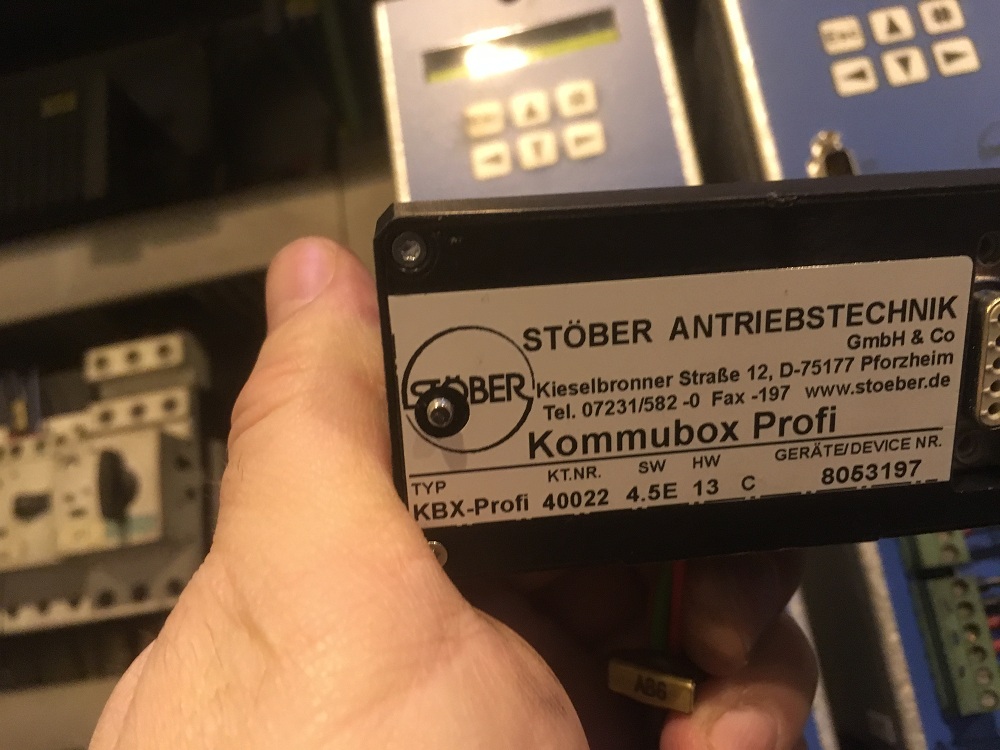 Esc
STÖBER ANTRIEBSTECHNIK
GmbH & Co
STÖBER
Kieselbronner Straße 12, D-75177 Pforzheim
Tel. 07231/582 -0 Fax -197 www.stoeber.de
Kommubox Profi
TYP KT.NR. SW HW GERÄTE/DEVICE NR.
KBX-Profi 40022 4.5E 13 C 8053197